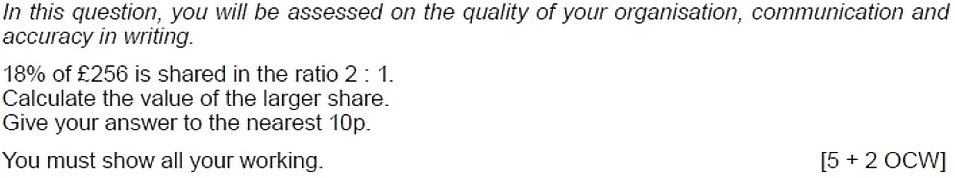 In this question, you will be assessed on the quality of your organisation, communication and
accuracy in writing.
18% of £256 is shared in the ratio 2 : 1.
Calculate the value of the larger share.
Give your answer to the nearest 10p.
You must show all your working. [5 + 2 OCW]